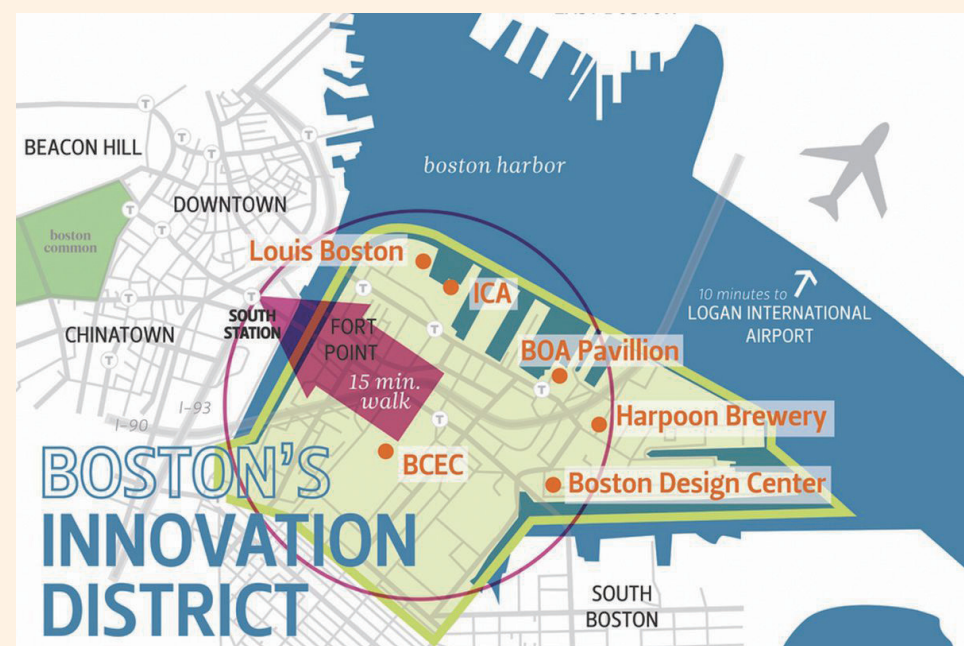 BEACON HILL
DOWNTOWN
boston
common
CHINATOWN
SOUTH
STATION
boston harbor
Louis Boston
ICA
FORT
POINT
15 min.
walk
BOA Pavillion
10 minutes to
LOGAN INTERNATIONAL
AIRPORT
Harpoon Brewery
BCEC
Boston Design Center
I-93
I-90
BOSTON'S
INNOVATION
DISTRICT
SOUTH
BOSTON
T
T
T
T
T
T
T
T
T
T
T
T
T